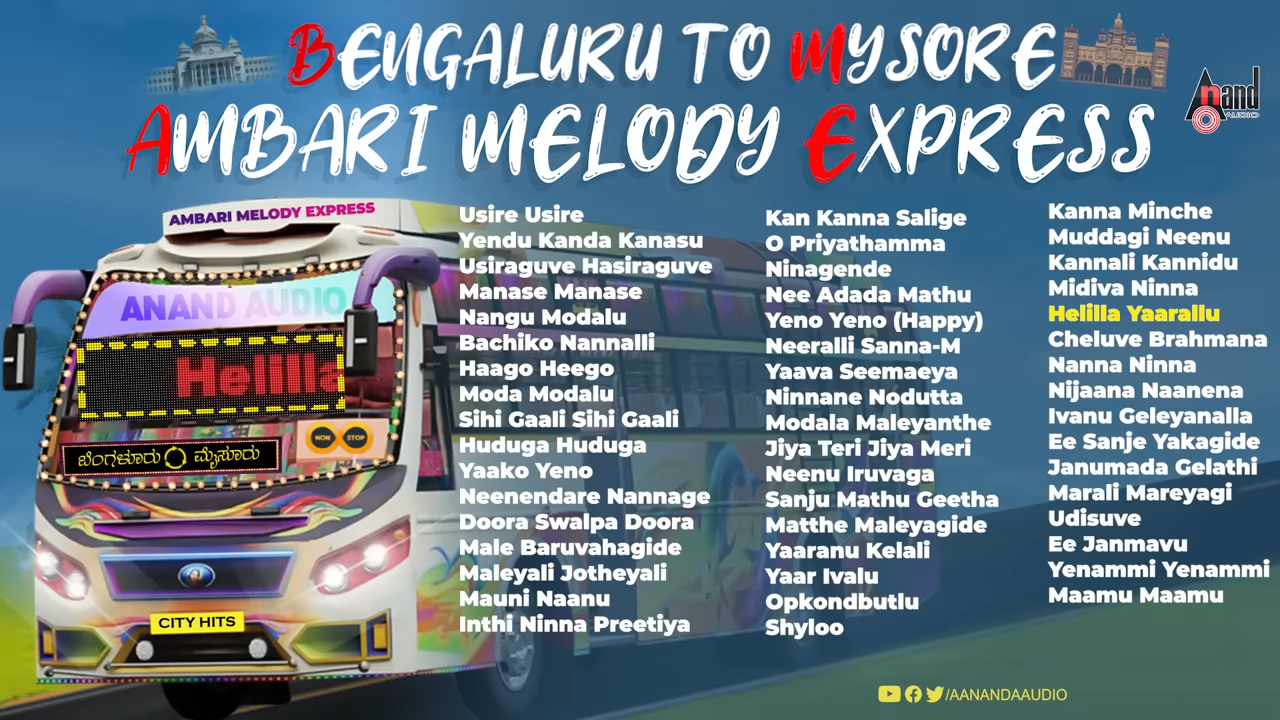 BENGALURU TO MYSORE
AMBARI MELODY EXPRESS
Anand
AUDIO
AMBARI MELODY EXPRESS
ANAND AUDIO
Helilla
NON STOP
ಬೆಂಗಳೂರು ಮೈಸೂರು
CITY HITS
Usire Usire
Yendu Kanda Kanasu
Usiraguve Hasiraguve
Manase Manase
Nangu Modalu
Bachiko Nannalli
Haago Heego
Moda Modalu
Sihi Gaali Sihi Gaali
Huduga Huduga
Yaako Yeno
Neenendare Nannage
Doora Swalpa Doora
Male Baruvahagide
Maleyali Jotheyali
Mauni Naanu
Inthi Ninna Preetiya
Kan Kanna Salige
O Priyathamma
Ninagende
Nee Adada Mathu
Yeno Yeno (Happy)
Neeralli Sanna-M
Yaava Seemaeya
Ninnane Nodutta
Modala Maleyanthe
Jiya Teri Jiya Meri
Neenu Iruvaga
Sanju Mathu Geetha
Matthe Maleyagide
Yaaranu Kelali
Yaar Ivalu
Opkondbutlu
Shyloo
Kanna Minche
Muddagi Neenu
Kannali Kannidu
Midiva Ninna
Helilla Yaarallu
Cheluve Brahmana
Nanna Ninna
Nijaana Naanena
Ivanu Geleyanalla
Ee Sanje Yakagide
Janumada Gelathi
Marali Mareyagi
Udisuve
Ee Janmavu
Yenammi Yenammi
Maamu Maamu
/AANANDAAUDIO